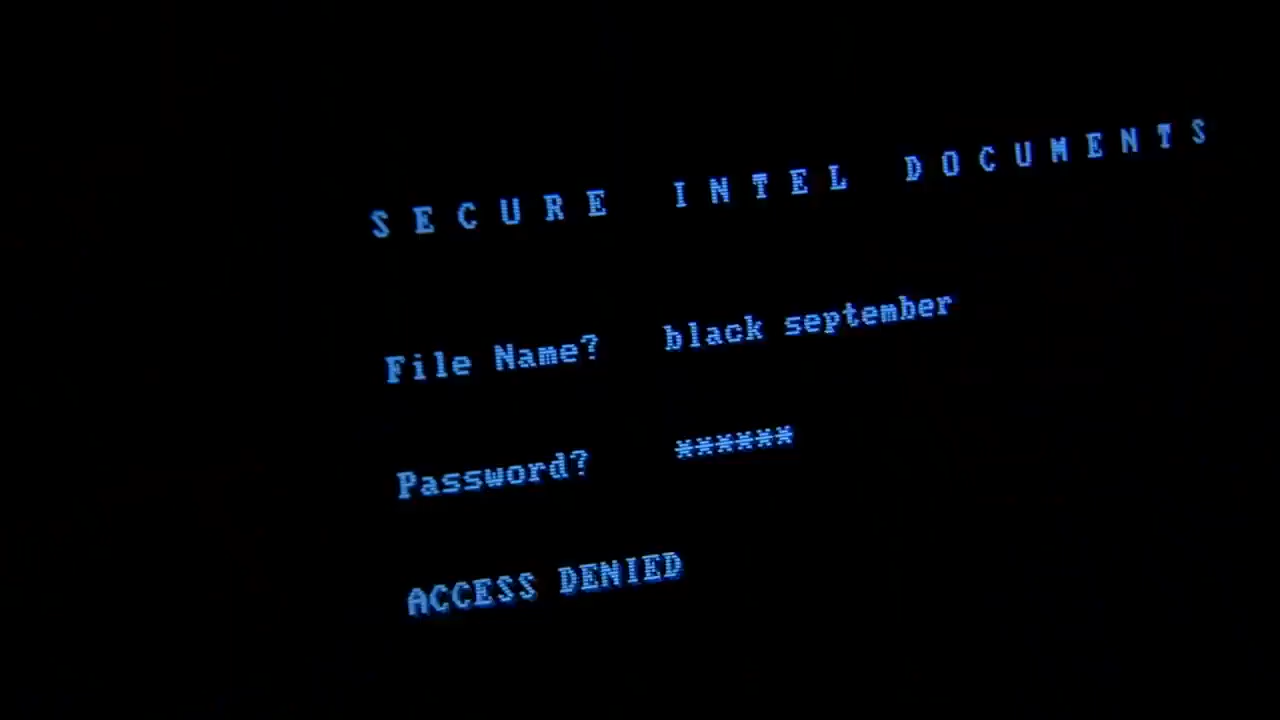 SECURE INTEL DOCUMENTS
File Name? black september
Password? ******
ACCESS DENIED